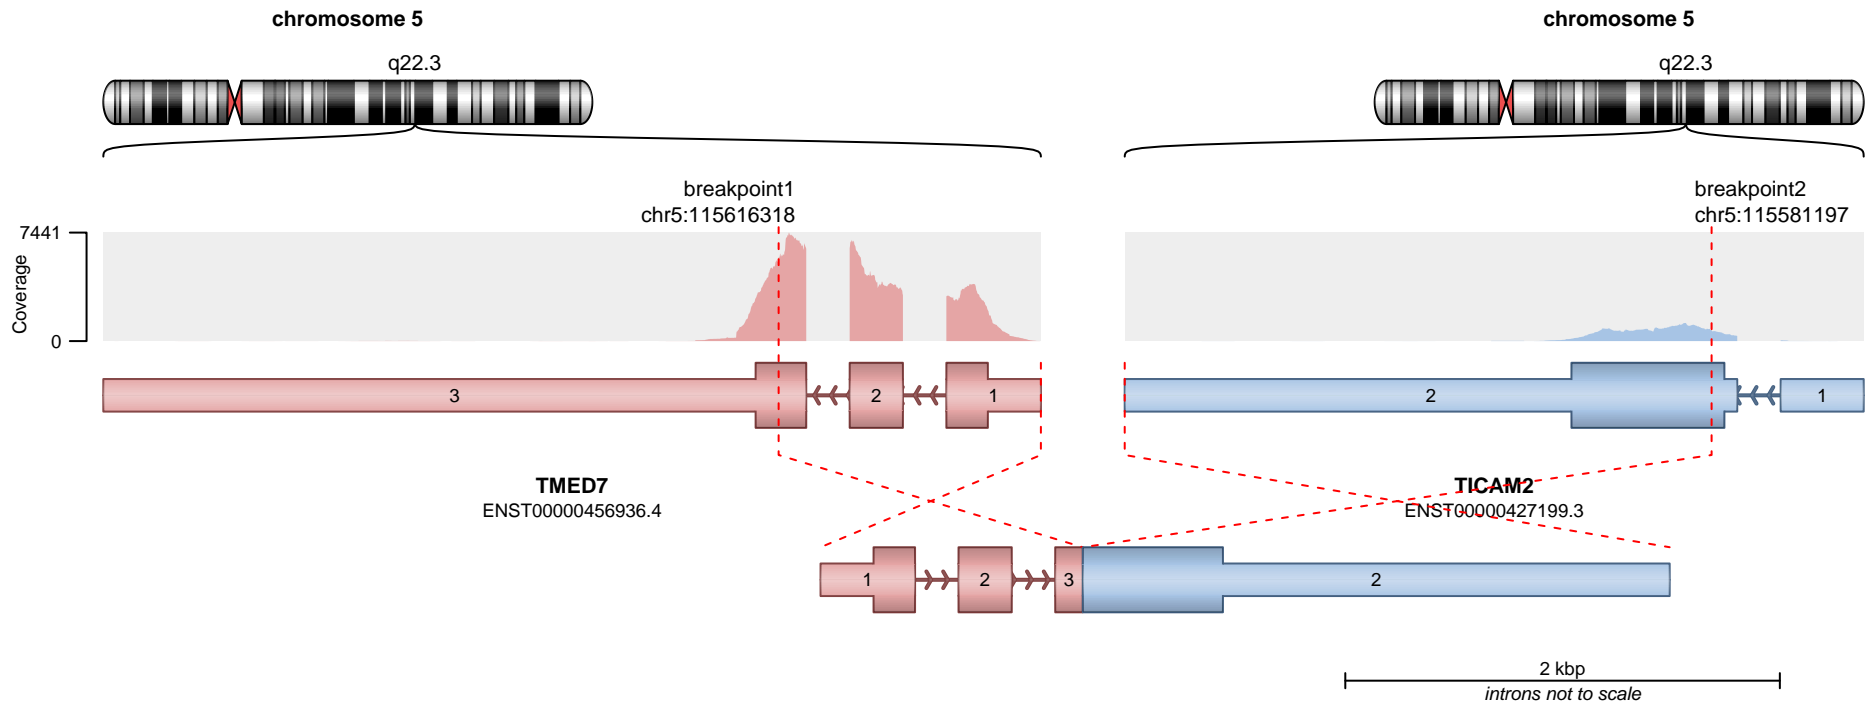 chromosome 5
chromosome 5
q22.3
q22.3
breakpoint1
chr5:115616318
breakpoint2
chr5:115581197
7441
Coverage
0
3
2
1
2
1
TMED7
ENST00000456936.4
TICAM2
ENST00000427199.3
1
2
3
2
2 kbp
introns not to scale